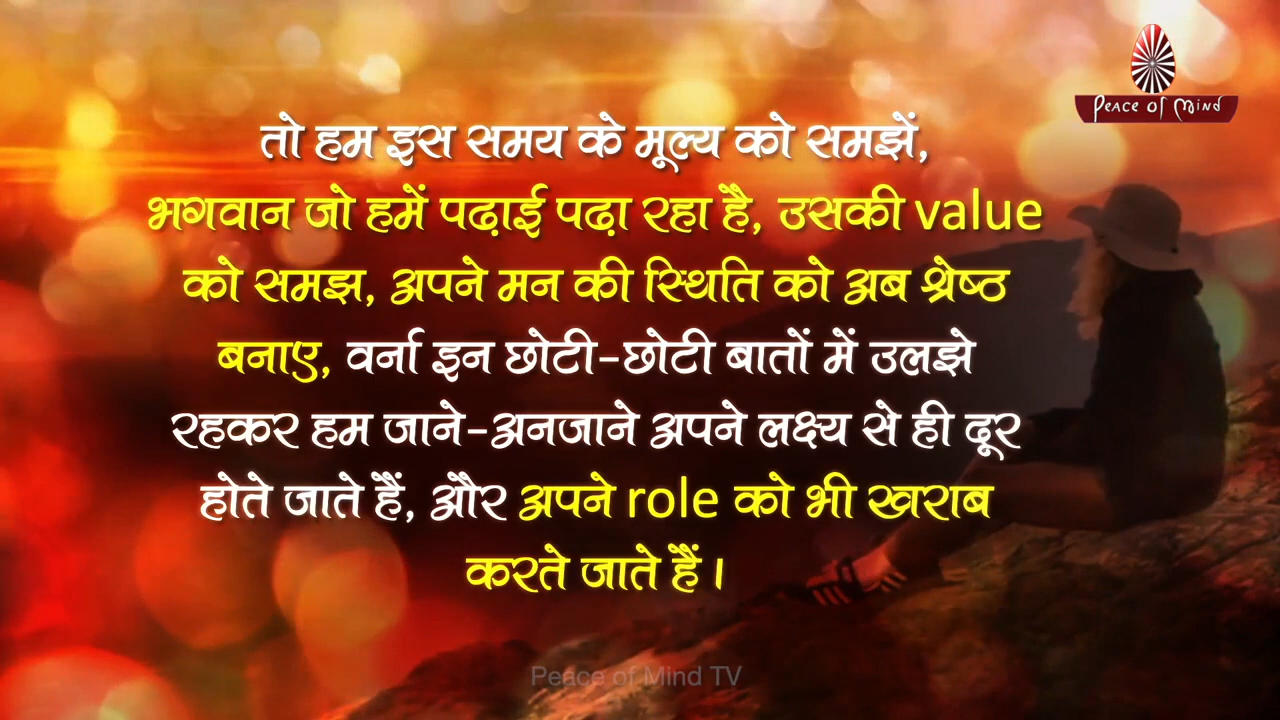 Peace of Mind
तो हम इस समय के मूल्य को समझें,
भगवान जो हमें पढ़ाई पढ़ा रहा है, उसकी value
को समझ, अपने मन की स्थिति को अब श्रेष्ठ
बनाए, वर्ना इन छोटी-छोटी बातों में उलझे
रहकर हम जाने-अनजाने अपने लक्ष्य से ही दूर
होते जाते हैं, और अपने role को भी खराब
करते जाते हैं।
Peace of Mind TV